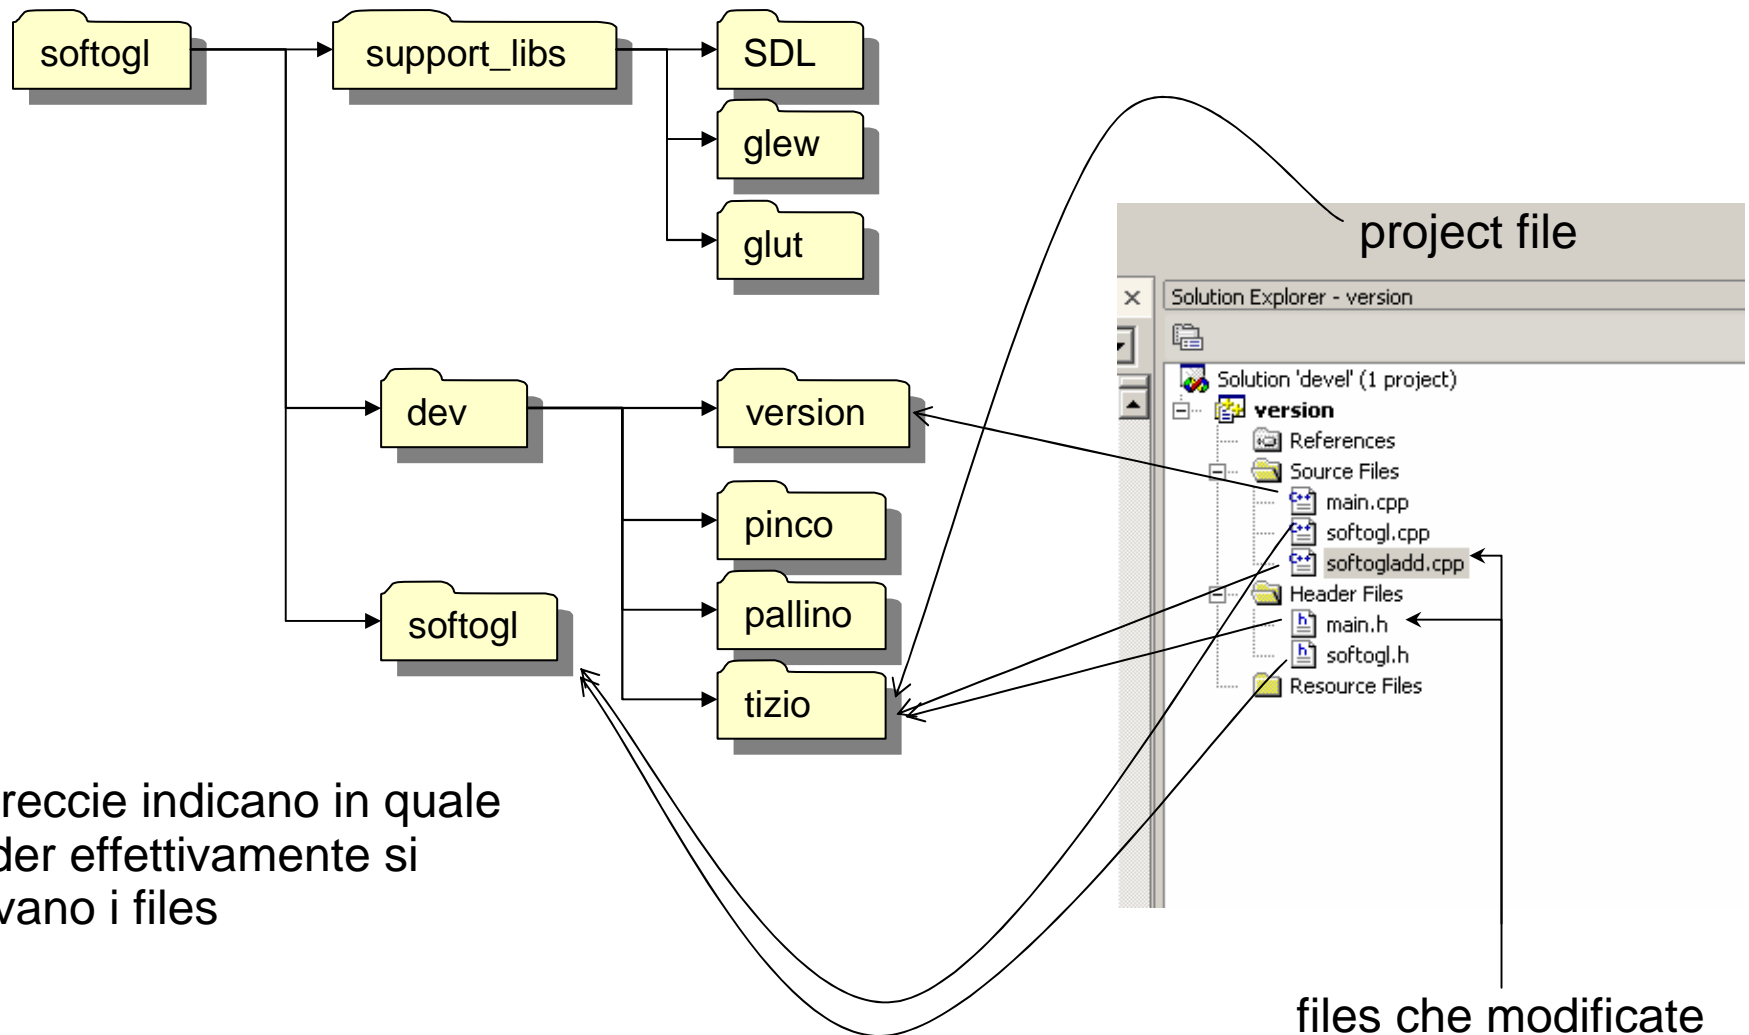 softogl
support_libs
SDL
glew
glut
project file
Solution Explorer - version
Solution 'devel' (1 project)
version
References
Source Files
main.cpp
softogl.cpp
softogladd.cpp
Header Files
main.h
softogl.h
Resource Files
dev
version
pinco
pallino
tizio
softogl
reccie indicano in quale
der effettivamente si
vano i files
files che modificate